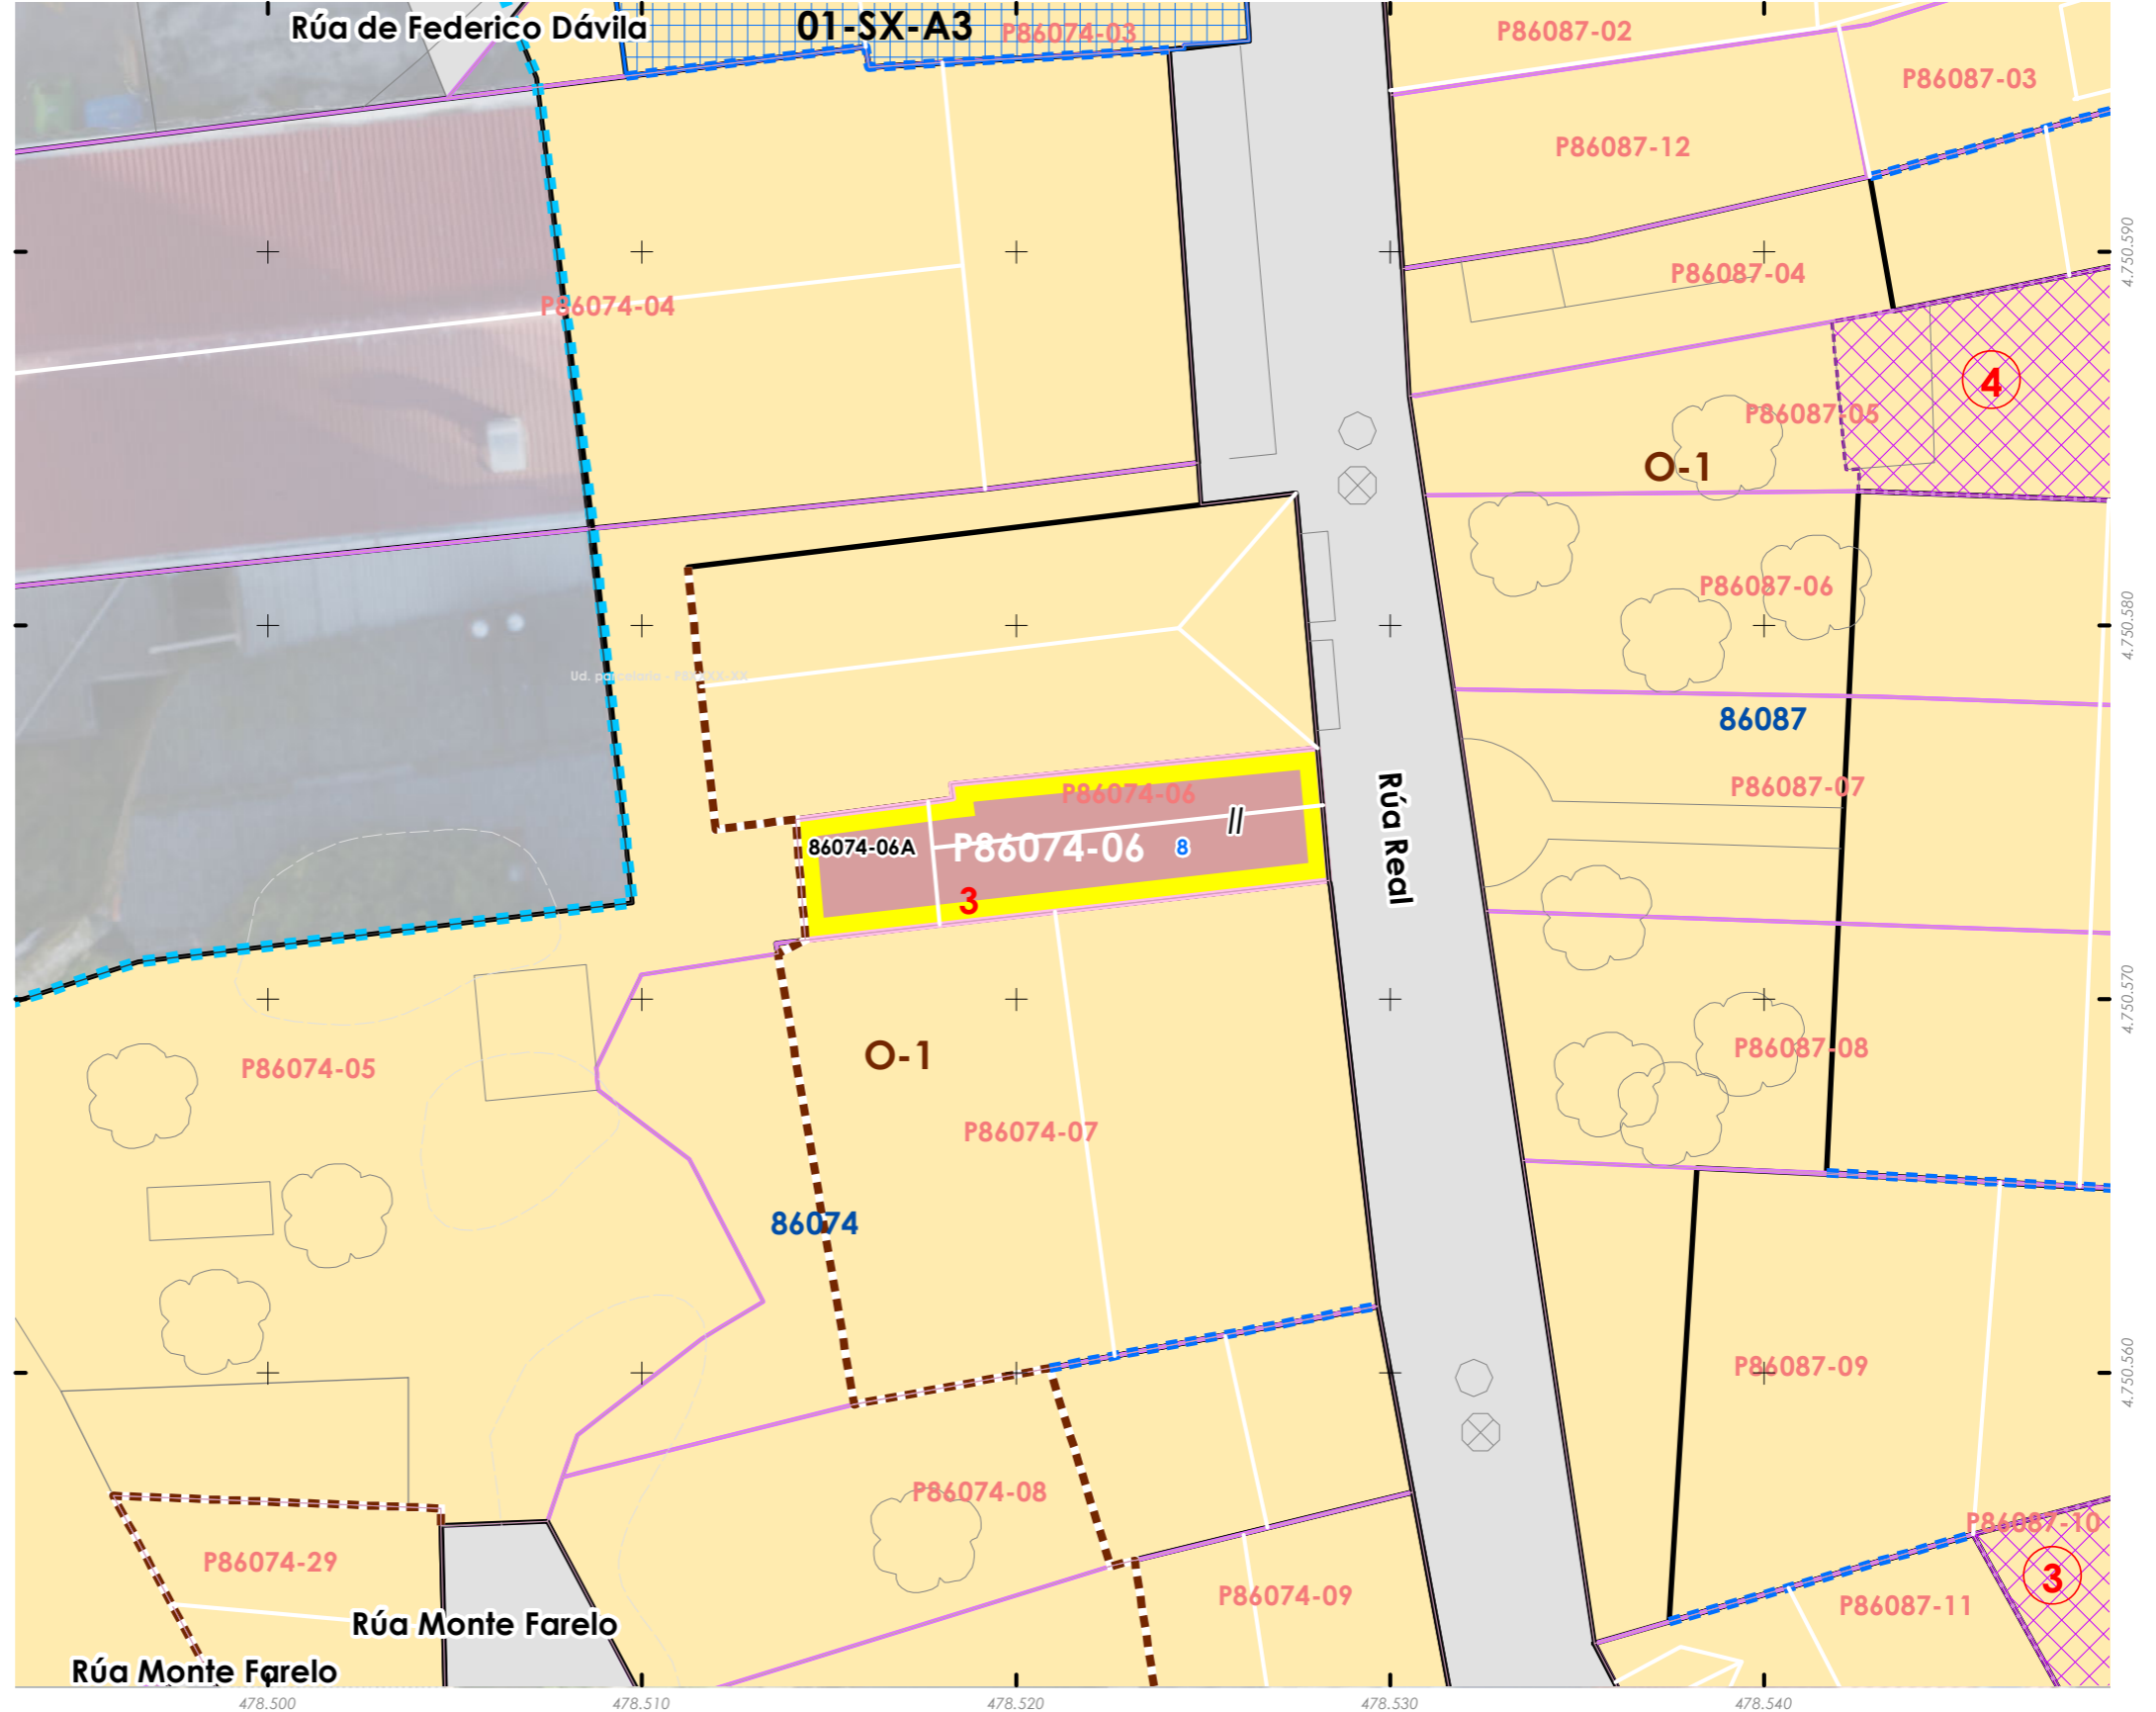 Rúa de Federico Dávila
01-SX-A3
P86074-03
P86087-02
P86087-03
P86087-12
4.750.590
P86087-04
P86074-04
4
P86087-05
O-1
P86087-06
4.750.580
Ud. parcelaria - PXXXXX-XX
86087
P86087-07
P86074-06
Rúa Real
//
86074-06A
P86074-06
8
3
4.750.570
O-1
P86087-08
P86074-05
P86074-07
86074
P86087-09
4.750.560
P86074-08
P86087-10
P86074-29
3
P86074-09
P86087-11
Rúa Monte Farelo
Rúa Monte Farelo
478.500
478.510
478.520
478.530
478.540